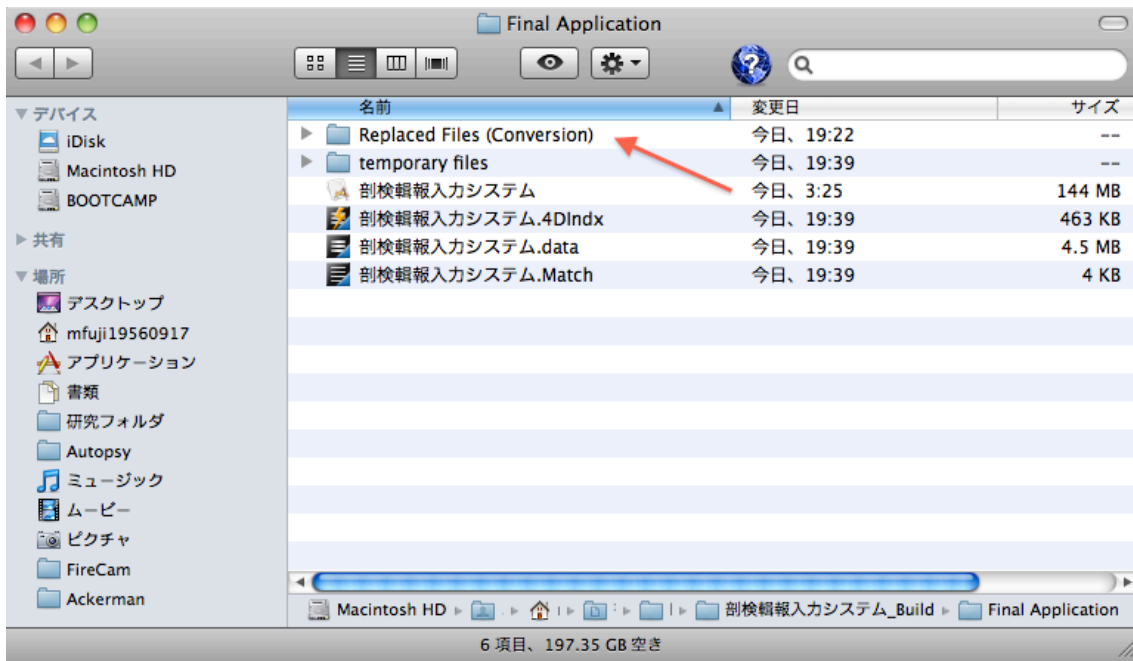 Final Application
デバイス
iDisk
Macintosh HD
BOOTCAMP
共有
場所
デスクトップ
mfuji19560917
アプリケーション
書類
研究フォルダ
Autopsy
ミュージック
ムービー
ピクチャ
FireCam
Ackerman
名前 変更日 サイズ
Replaced Files (Conversion) 今日、19:22 --
temporary files 今日、19:39 --
剖検輯報入力システム 今日、3:25 144 MB
剖検輯報入力システム.4DIndx 今日、19:39 463 KB
剖検輯報入力システム.data 今日、19:39 4.5 MB
剖検輯報入力システム.Match 今日、19:39 4 KB
Macintosh HD 剖検輯報入力システム_Build Final Application
6 項目、197.35 GB 空き